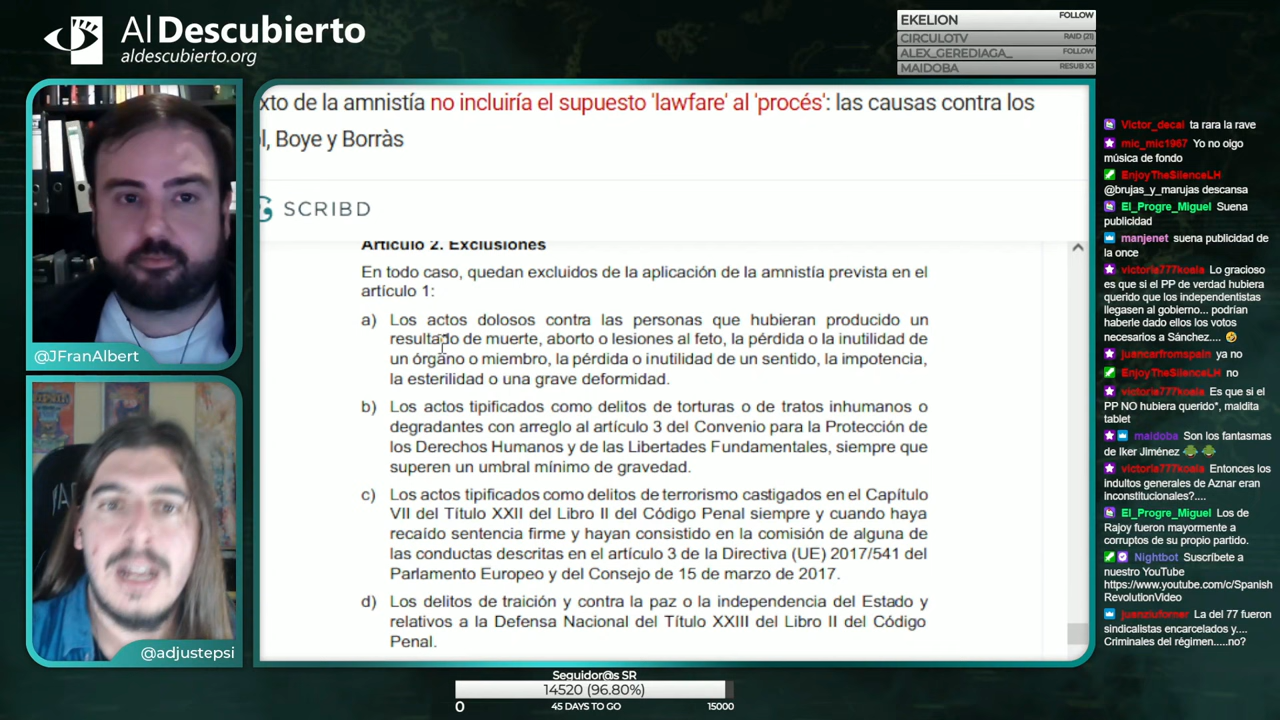 Al Descubierto
aldescubierto.org
EKELION FOLLOW
CIRCULOTV RAID (21)
ALEX_GEREDIAGA_ FOLLOW
MAIDOBA RESUB X3
xto de la amnistía no incluiría el supuesto 'lawfare' al 'procés': las causas contra los
l, Boye y Borràs
SCRIBD
Artículo 2. Exclusiones
En todo caso, quedan excluidos de la aplicación de la amnistía prevista en el
artículo 1:
a) Los actos dolosos contra las personas que hubieran producido un
resultado de muerte, aborto o lesiones al feto, la pérdida o la inutilidad de
un órgano o miembro, la pérdida o inutilidad de un sentido, la impotencia,
la esterilidad o una grave deformidad.
b) Los actos tipificados como delitos de torturas o de tratos inhumanos o
degradantes con arreglo al artículo 3 del Convenio para la Protección de
los Derechos Humanos y de las Libertades Fundamentales, siempre que
superen un umbral mínimo de gravedad.
c) Los actos tipificados como delitos de terrorismo castigados en el Capítulo
VII del Título XXII del Libro II del Código Penal siempre y cuando haya
recaído sentencia firme y hayan consistido en la comisión de alguna de
las conductas descritas en el artículo 3 de la Directiva (UE) 2017/541 del
Parlamento Europeo y del Consejo de 15 de marzo de 2017.
d) Los delitos de traición y contra la paz o la independencia del Estado y
relativos a la Defensa Nacional del Título XXIII del Libro II del Código
Penal.
@JFranAlbert
@adjustepsi
Victor_decal ta rara la rave
mic_mic1967 Yo no oigo
música de fondo
EnjoyTheSilenceLH
@brujas_y_marujas descansa
El_Progre_Miguel Suena
publicidad
manjenet suena publicidad de
la once
victoria777koala Lo gracioso
es que si el PP de verdad hubiera
querido que los independentistas
llegasen al gobierno... podrían
haberle dado ellos los votos
necesarios a Sánchez....
juancarfromspain ya no
EnjoyTheSilenceLH no
victoria777koala Es que si el
PP NO hubiera querido*, maldita
tablet
maidoba Son los fantasmas
de Iker Jiménez
victoria777koala Entonces los
indultos generales de Aznar eran
inconstitucionales?....
El_Progre_Miguel Los de
Rajoy fueron mayormente a
corruptos de su propio partido.
Nightbot Suscríbete a
nuestro YouTube
https://www.youtube.com/c/Spanish
RevolutionVideo
La del 77 fueron
sindicalistas encarcelados y....
Criminales del régimen.....no?
Seguidor@s SR
14520 (96.80%)
0 45 DAYS TO GO 15000